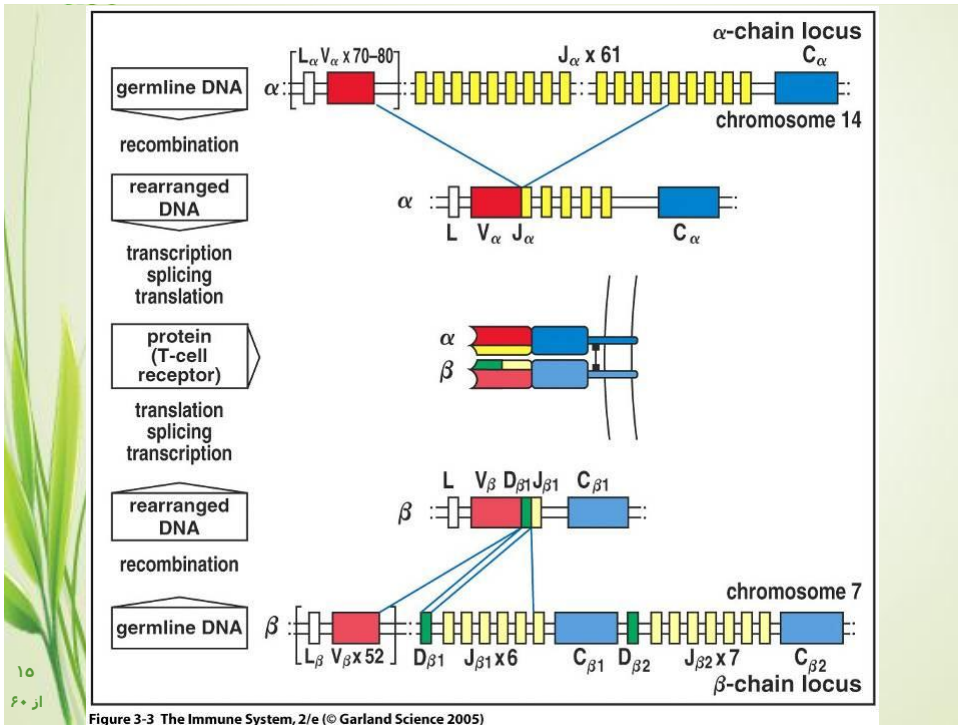 α-chain locus
LαVα x 70–80
Jα x 61
Cα
germline DNA
α
chromosome 14
recombination
rearranged
DNA
α
L
Vα
Jα
Cα
transcription
splicing
translation
protein
(T-cell
receptor)
α
β
translation
splicing
transcription
L
Vβ
Dβ1
Jβ1
Cβ1
rearranged
DNA
β
recombination
chromosome 7
germline DNA
β
Lβ
Vβ x 52
Dβ1
Jβ1 x 6
Cβ1
Dβ2
Jβ2 x 7
Cβ2
β-chain locus
۱۵
از ۶۰
Figure 3-3 The Immune System, 2/e (© Garland Science 2005)